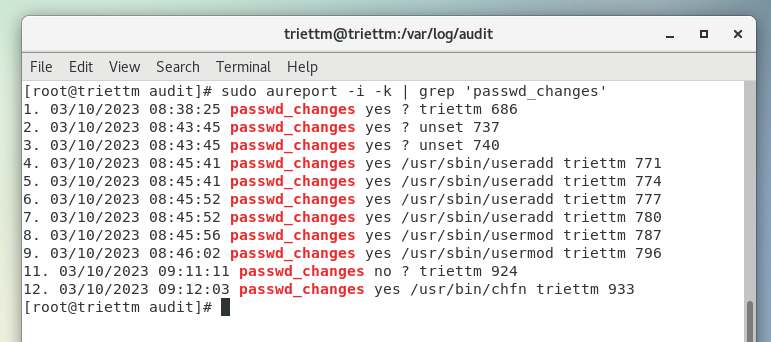 triettm@triettm:/var/log/audit
File Edit View Search Terminal Help
[root@triettm audit]# sudo aureport -i -k | grep 'passwd_changes'
1. 03/10/2023 08:38:25 passwd_changes yes ? triettm 686
2. 03/10/2023 08:43:45 passwd_changes yes ? unset 737
3. 03/10/2023 08:43:45 passwd_changes yes ? unset 740
4. 03/10/2023 08:45:41 passwd_changes yes /usr/sbin/useradd triettm 771
5. 03/10/2023 08:45:41 passwd_changes yes /usr/sbin/useradd triettm 774
6. 03/10/2023 08:45:52 passwd_changes yes /usr/sbin/useradd triettm 777
7. 03/10/2023 08:45:52 passwd_changes yes /usr/sbin/useradd triettm 780
8. 03/10/2023 08:45:56 passwd_changes yes /usr/sbin/usermod triettm 787
9. 03/10/2023 08:46:02 passwd_changes yes /usr/sbin/usermod triettm 796
11. 03/10/2023 09:11:11 passwd_changes no ? triettm 924
12. 03/10/2023 09:12:03 passwd_changes yes /usr/bin/chfn triettm 933
[root@triettm audit]#